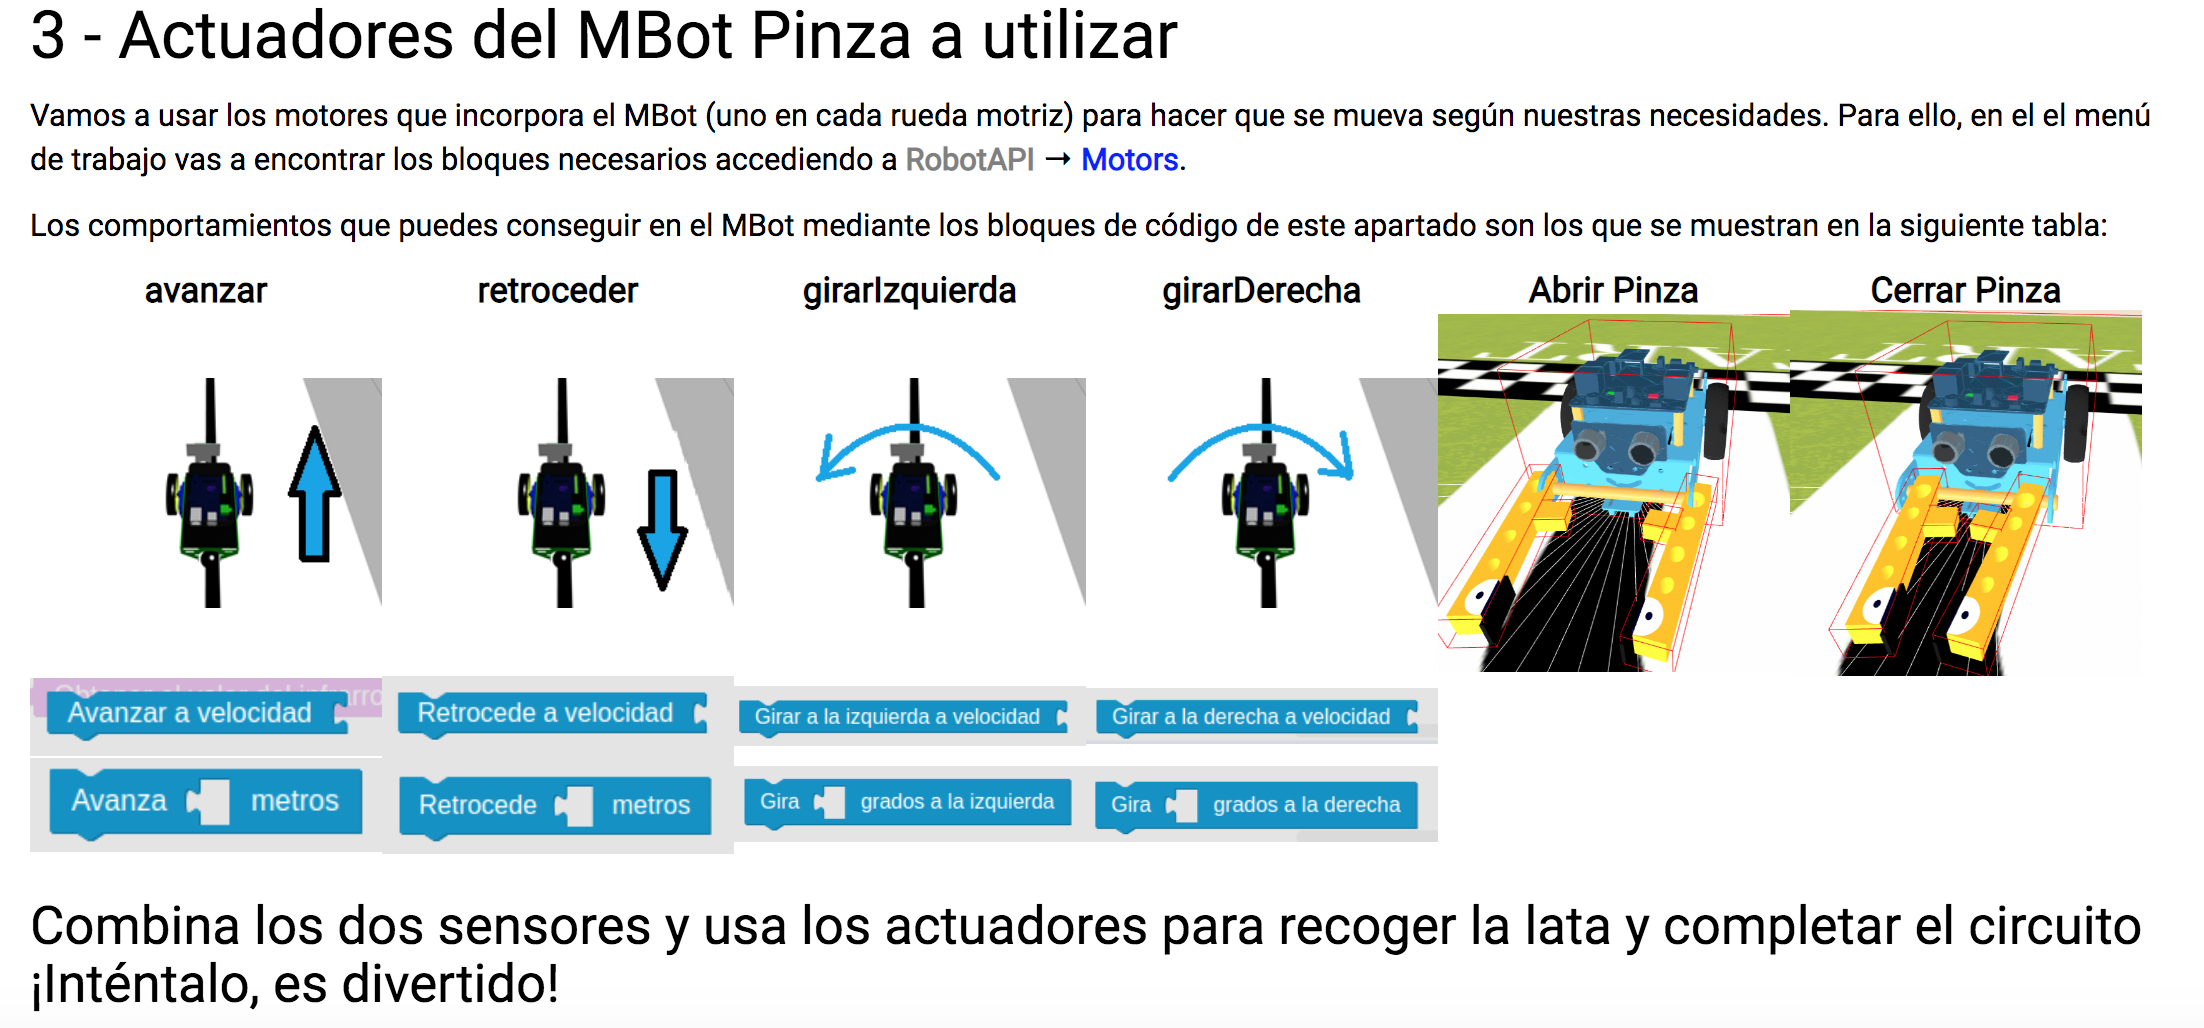 3 - Actuadores del MBot Pinza a utilizar
Vamos a usar los motores que incorpora el MBot (uno en cada rueda motriz) para hacer que se mueva según nuestras necesidades. Para ello, en el el menú
de trabajo vas a encontrar los bloques necesarios accediendo a RobotAPI → Motors.
Los comportamientos que puedes conseguir en el MBot mediante los bloques de código de este apartado son los que se muestran en la siguiente tabla:
avanzar
retroceder
girarIzquierda
girarDerecha
Abrir Pinza
Cerrar Pinza
Avanzar a velocidad
Retrocede a velocidad
Girar a la izquierda a velocidad
Girar a la derecha a velocidad
Avanza metros
Retrocede metros
Gira grados a la izquierda
Gira grados a la derecha
Combina los dos sensores y usa los actuadores para recoger la lata y completar el circuito
¡Inténtalo, es divertido!